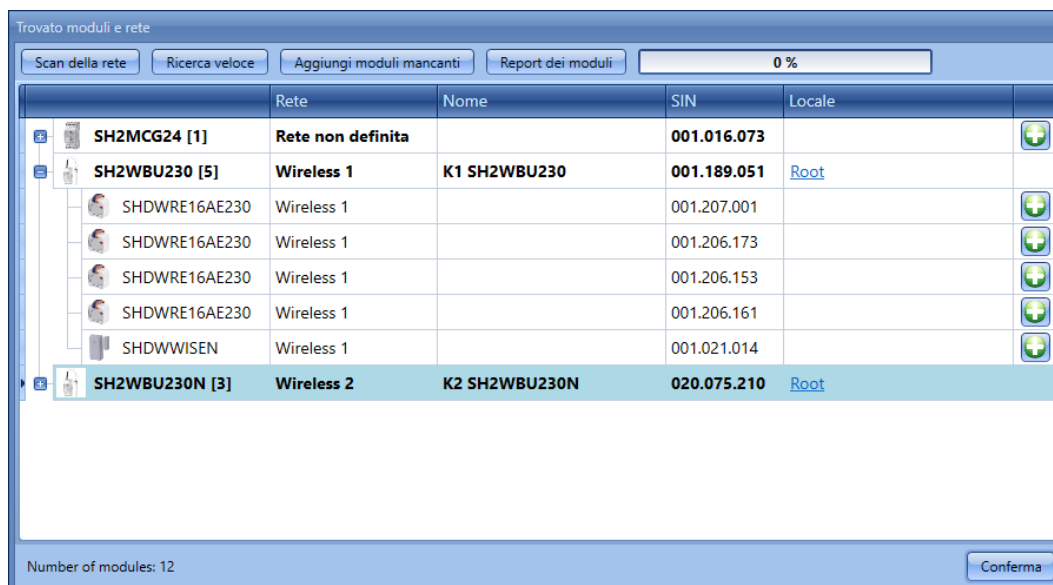 Trovato moduli e rete
Scan della rete Ricerca veloce Aggiungi moduli mancanti Report dei moduli 0 %
Rete Nome SIN Locale
SH2MCG24 [1] Rete non definita 001.016.073
SH2WBU230 [5] Wireless 1 K1 SH2WBU230 001.189.051 Root
SHDWRE16AE230 Wireless 1 001.207.001
SHDWRE16AE230 Wireless 1 001.206.173
SHDWRE16AE230 Wireless 1 001.206.153
SHDWRE16AE230 Wireless 1 001.206.161
SHDWWISEN Wireless 1 001.021.014
SH2WBU230N [3] Wireless 2 K2 SH2WBU230N 020.075.210 Root
Number of modules: 12 Conferma